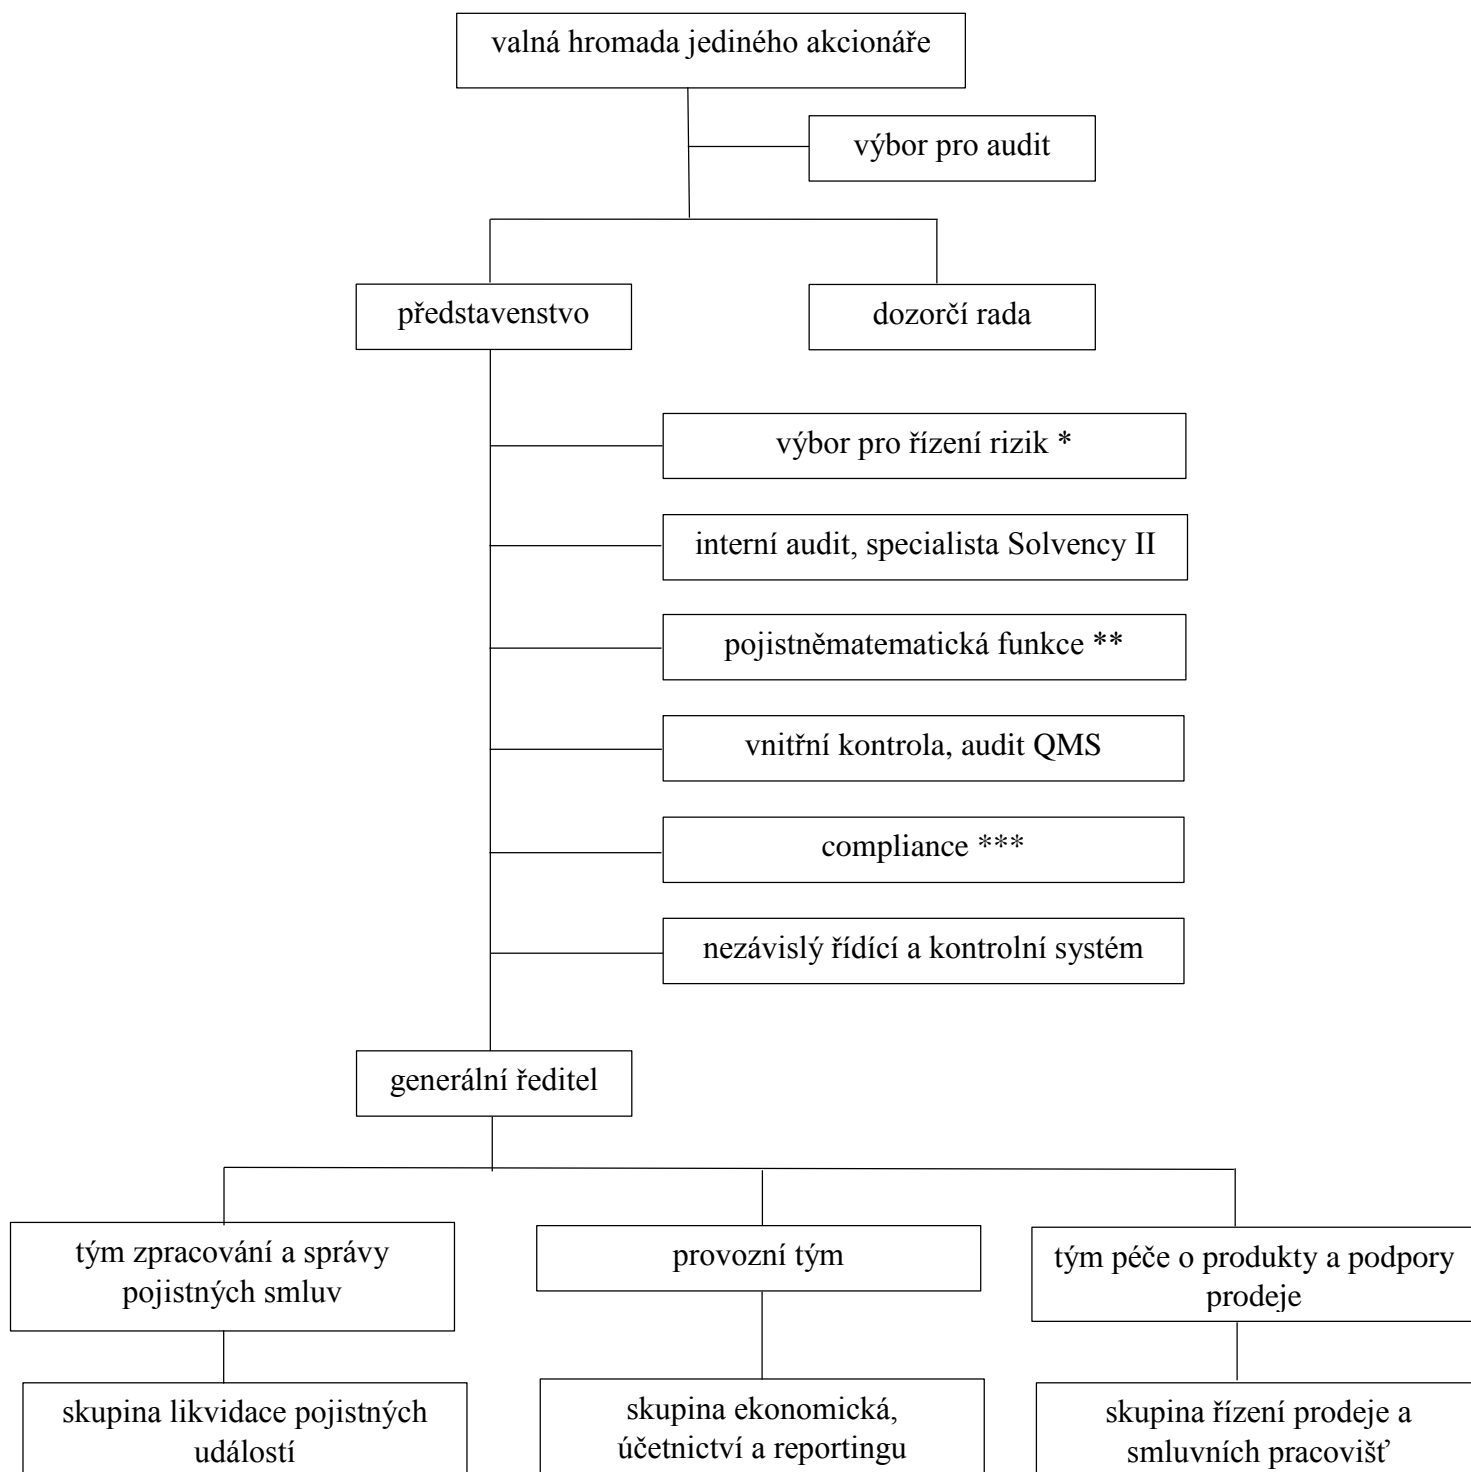 valná hromada jediného akcionáře
výbor pro audit
představenstvo
dozorčí rada
výbor pro řízení rizik *
interní audit, specialista Solvency II
pojistněmatematická funkce **
vnitřní kontrola, audit QMS
compliance ***
nezávislý řídící a kontrolní systém
generální ředitel
tým zpracování a správy
pojistných smluv
provozní tým
tým péče o produkty a podpory
prodeje
skupina likvidace pojistných
událostí
skupina ekonomická,
účetnictví a reportingu
skupina řízení prodeje a
smluvních pracovišť